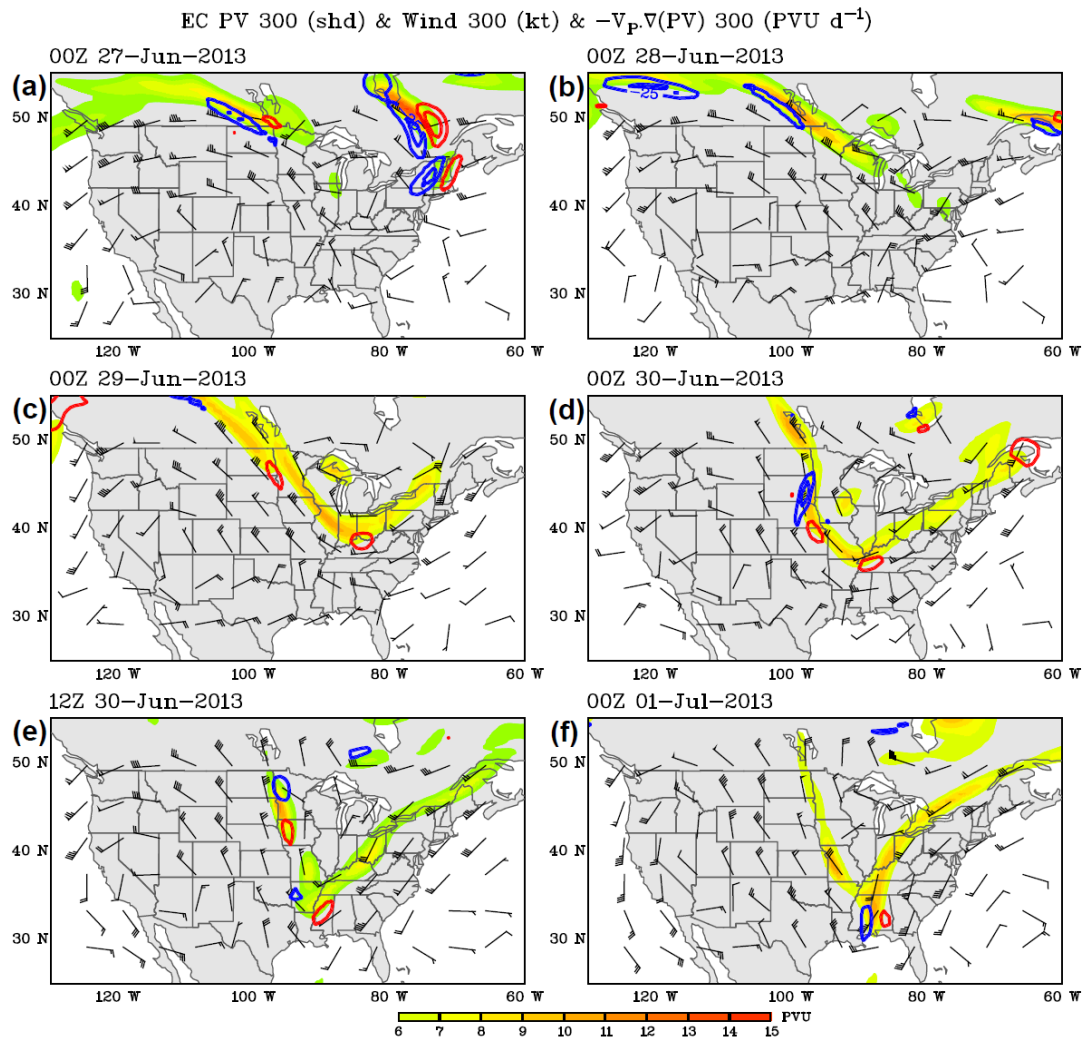 EC PV 300 (shd) & Wind 300 (kt) & −V_P.∇(PV) 300 (PVU d⁻¹)
00Z 27−Jun−2013
00Z 28−Jun−2013
(a)
(b)
−25
50 N
40 N
30 N
50 N
40 N
30 N
120 W 100 W 80 W 60 W
120 W 100 W 80 W 60 W
00Z 29−Jun−2013
00Z 30−Jun−2013
(c)
(d)
50 N
40 N
30 N
50 N
40 N
30 N
120 W 100 W 80 W 60 W
120 W 100 W 80 W 60 W
12Z 30−Jun−2013
00Z 01−Jul−2013
(e)
(f)
50 N
40 N
30 N
50 N
40 N
30 N
120 W 100 W 80 W 60 W
120 W 100 W 80 W 60 W
PVU
6 7 8 9 10 11 12 13 14 15